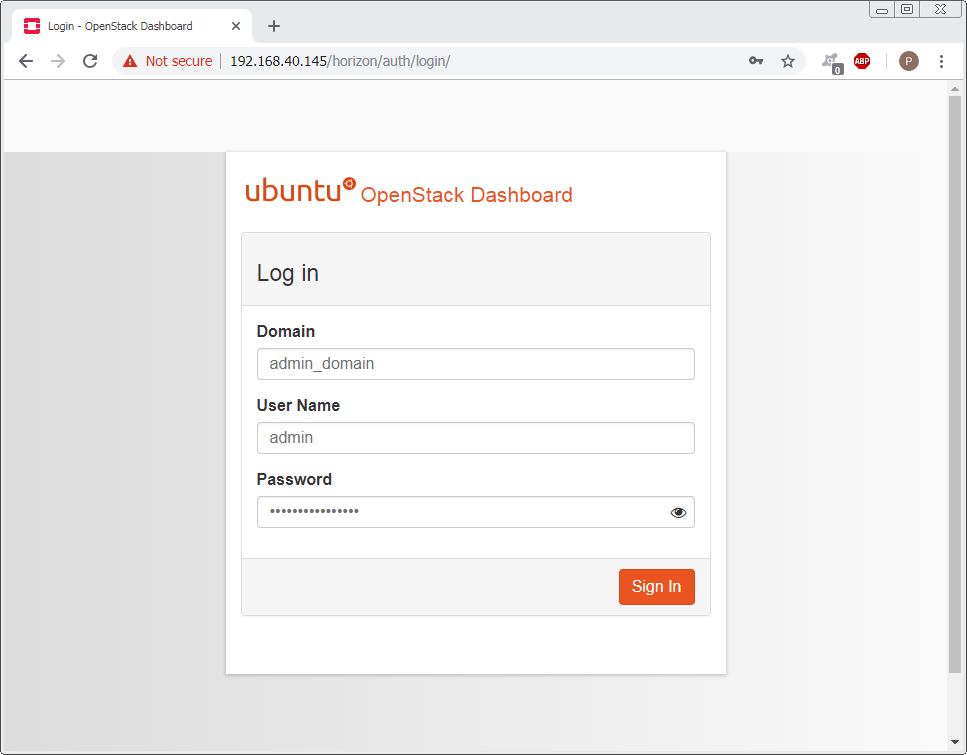 Login - OpenStack Dashboard
Not secure | 192.168.40.145/horizon/auth/login/
0
ABP
P
ubuntu OpenStack Dashboard
Log in
Domain
admin_domain
User Name
admin
Password
••••••••••••••••
Sign In